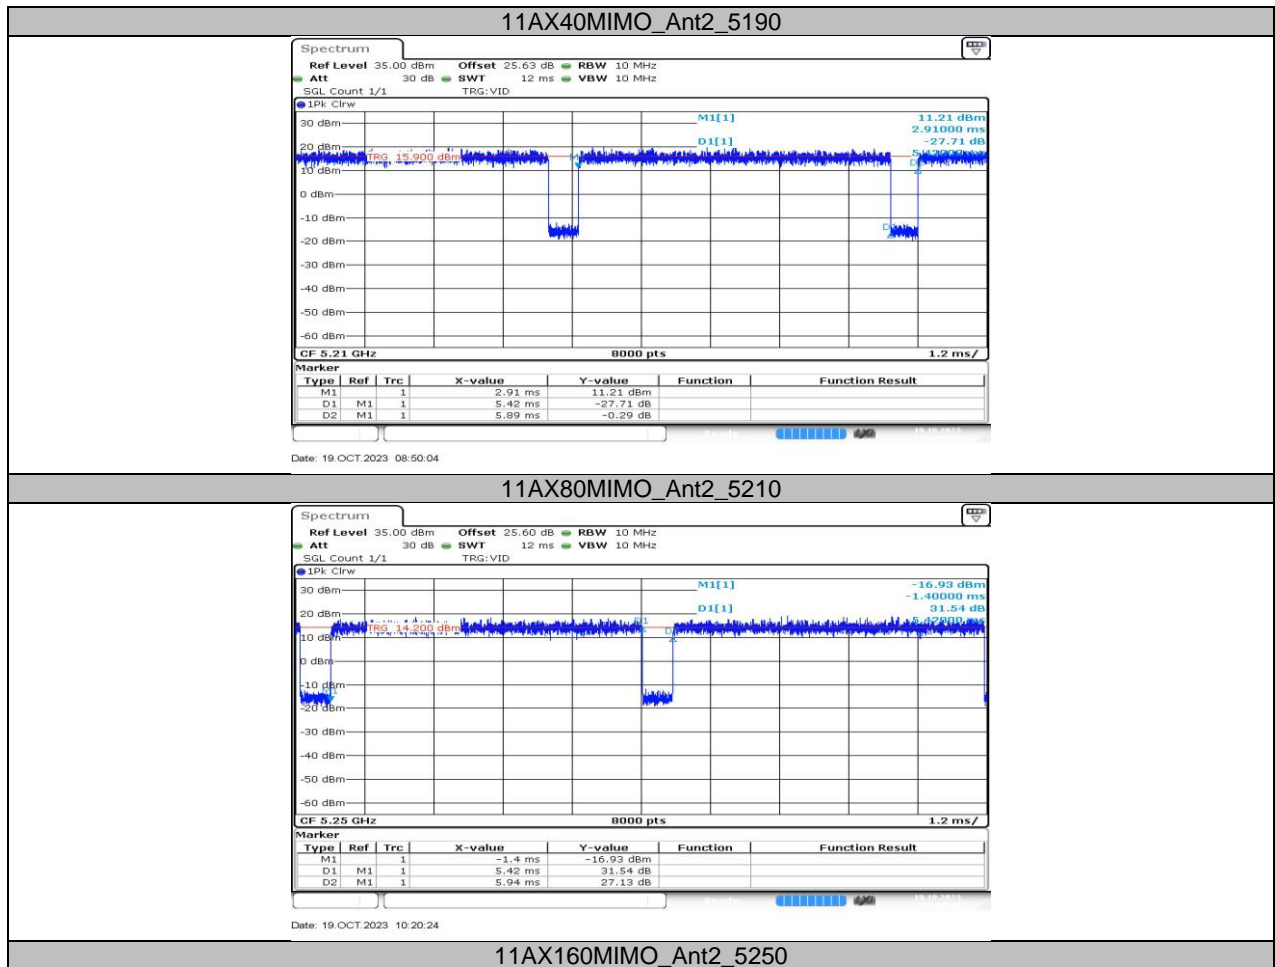 11AX40MIMO_Ant2_5190
Spectrum
Ref Level 35.00 dBm Offset 25.63 dB RBW 10 MHz
Att 30 dB SWT 12 ms VBW 10 MHz
SGL Count 1/1 TRG:VID
1Pk Clrw
M1[1] 11.21 dBm
2.91000 ms
D1[1] -27.71 dB
30 dBm
20 dBm
TRG 15.900 dBm
10 dBm
0 dBm
-10 dBm
-20 dBm
-30 dBm
-40 dBm
-50 dBm
-60 dBm
CF 5.21 GHz 8000 pts 1.2 ms/
Marker
Type Ref Trc X-value Y-value Function Function Result
M1 1 2.91 ms 11.21 dBm
D1 M1 1 5.42 ms -27.71 dB
D2 M1 1 5.89 ms -0.29 dB
Date: 19.OCT.2023 08:50:04
11AX80MIMO_Ant2_5210
Spectrum
Ref Level 35.00 dBm Offset 25.60 dB RBW 10 MHz
Att 30 dB SWT 12 ms VBW 10 MHz
SGL Count 1/1 TRG:VID
1Pk Clrw
M1[1] -16.93 dBm
-1.40000 ms
D1[1] 31.54 dB
30 dBm
20 dBm
TRG 14.200 dBm
10 dBm
0 dBm
-10 dBm
-20 dBm
-30 dBm
-40 dBm
-50 dBm
-60 dBm
CF 5.25 GHz 8000 pts 1.2 ms/
Marker
Type Ref Trc X-value Y-value Function Function Result
M1 1 -1.4 ms -16.93 dBm
D1 M1 1 5.42 ms 31.54 dB
D2 M1 1 5.94 ms 27.13 dB
Date: 19.OCT.2023 10:20:24
11AX160MIMO_Ant2_5250